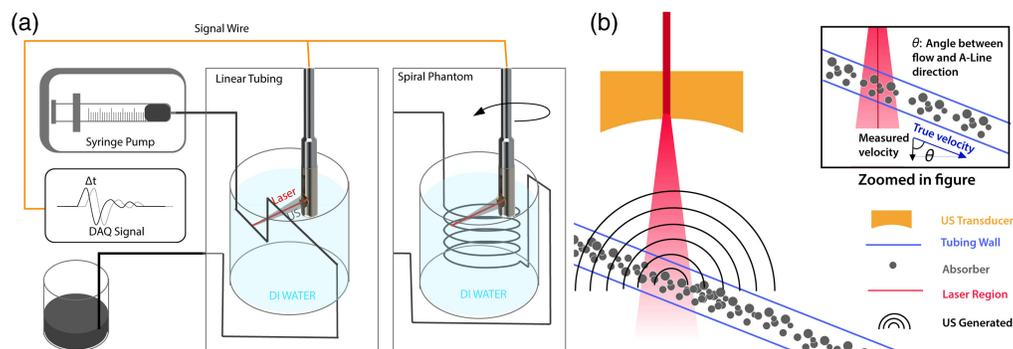 (a)
Signal Wire
Linear Tubing
Spiral Phantom
Syringe Pump
Δt
DAQ Signal
Laser
US
DI WATER
DI WATER
(b)
θ: Angle between
flow and A-Line
direction
Measured
velocity
True velocity
θ
Zoomed in figure
US Transducer
Tubing Wall
Absorber
Laser Region
US Generated